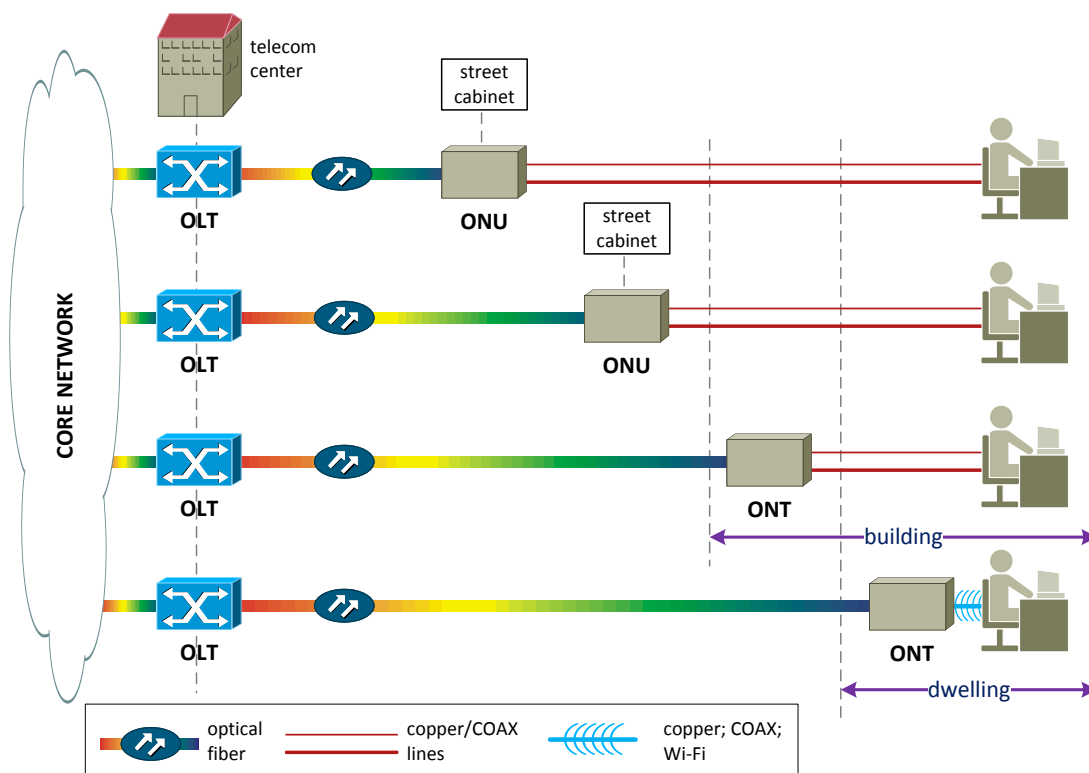 telecom
center
street
cabinet
OLT
ONU
street
cabinet
CORE NETWORK
OLT
ONU
OLT
ONT
building
OLT
ONT
dwelling
optical
fiber
copper/COAX
lines
copper; COAX;
Wi-Fi